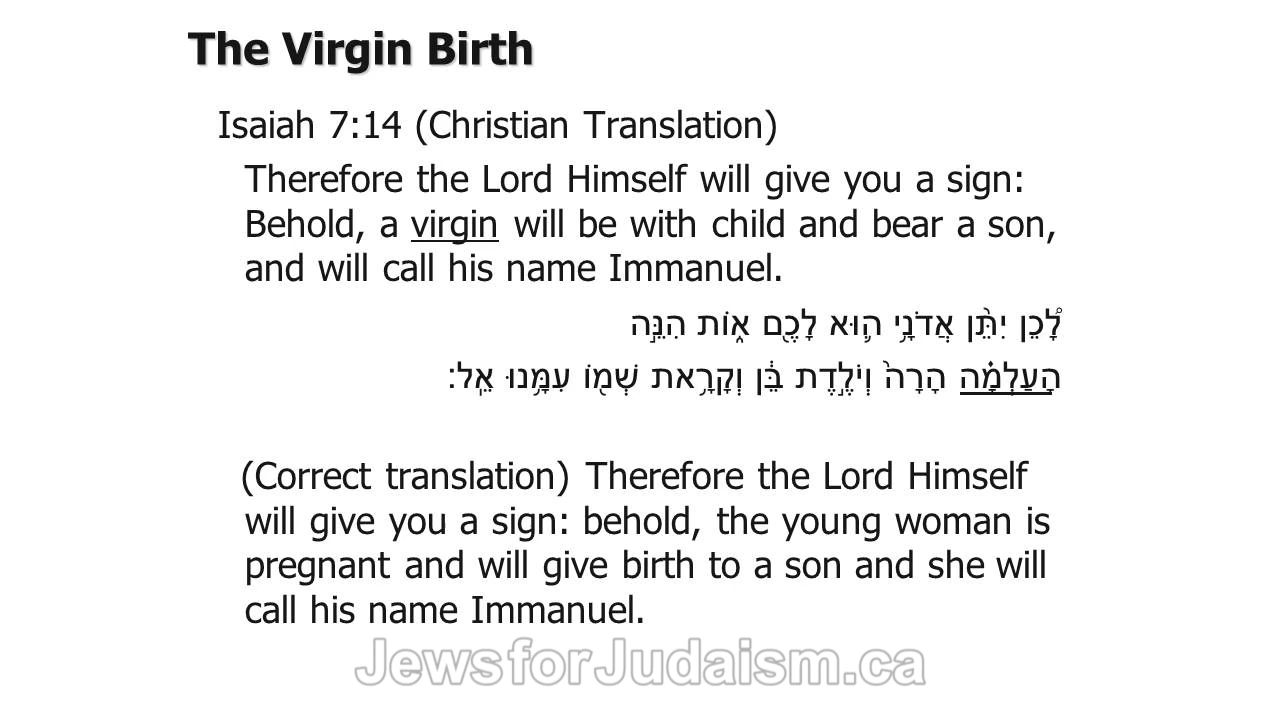 The Virgin Birth
Isaiah 7:14 (Christian Translation)
Therefore the Lord Himself will give you a sign:
Behold, a virgin will be with child and bear a son,
and will call his name Immanuel.
לָ֠כֵן יִתֵּ֨ן אֲדֹנָ֥י ה֛וּא לָכֶ֖ם א֑וֹת הִנֵּ֣ה
הָעַלְמָ֗ה הָרָה֙ וְיֹלֶ֣דֶת בֵּ֔ן וְקָרָ֥את שְׁמ֖וֹ עִמָּ֥נוּ אֵֽל׃
(Correct translation) Therefore the Lord Himself
will give you a sign: behold, the young woman is
pregnant and will give birth to a son and she will
call his name Immanuel.
JewsforJudaism.ca